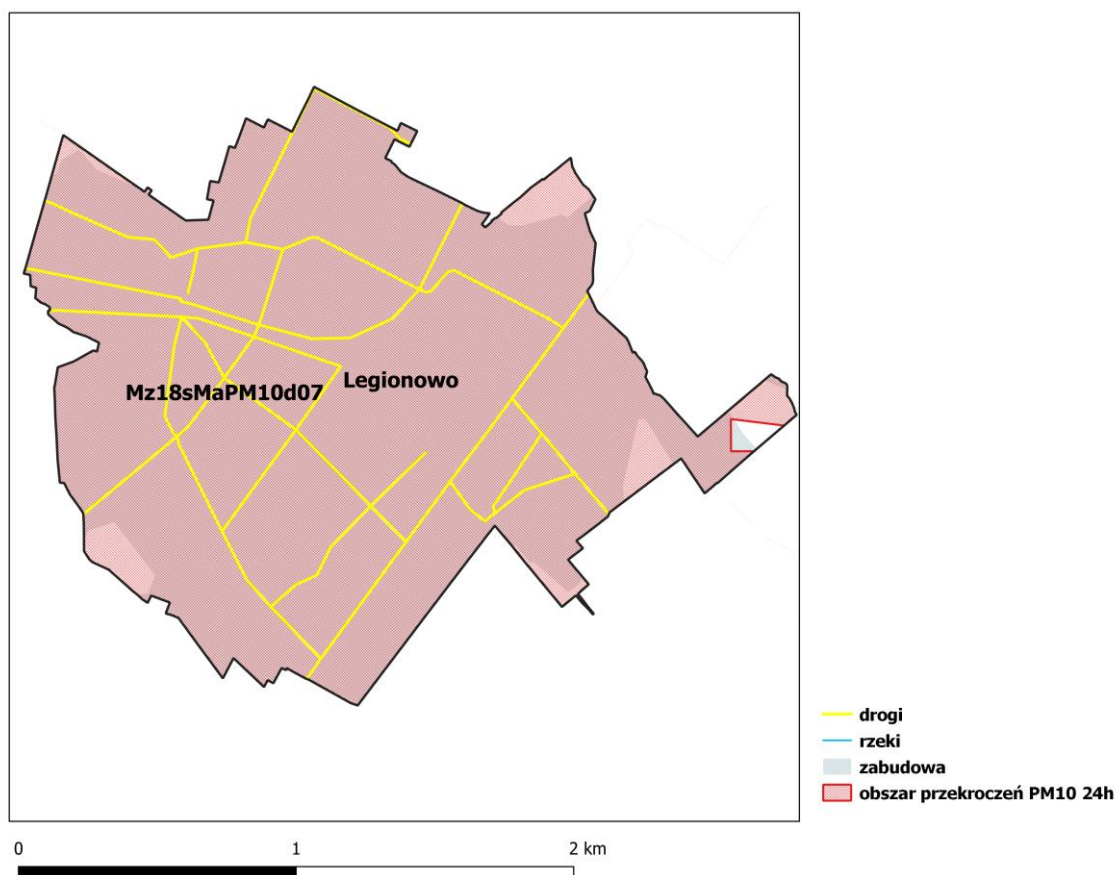 Mz18sMaPM10d07
Legionowo
drogi
rzeki
zabudowa
obszar przekroczeń PM10 24h
0 1 2 km